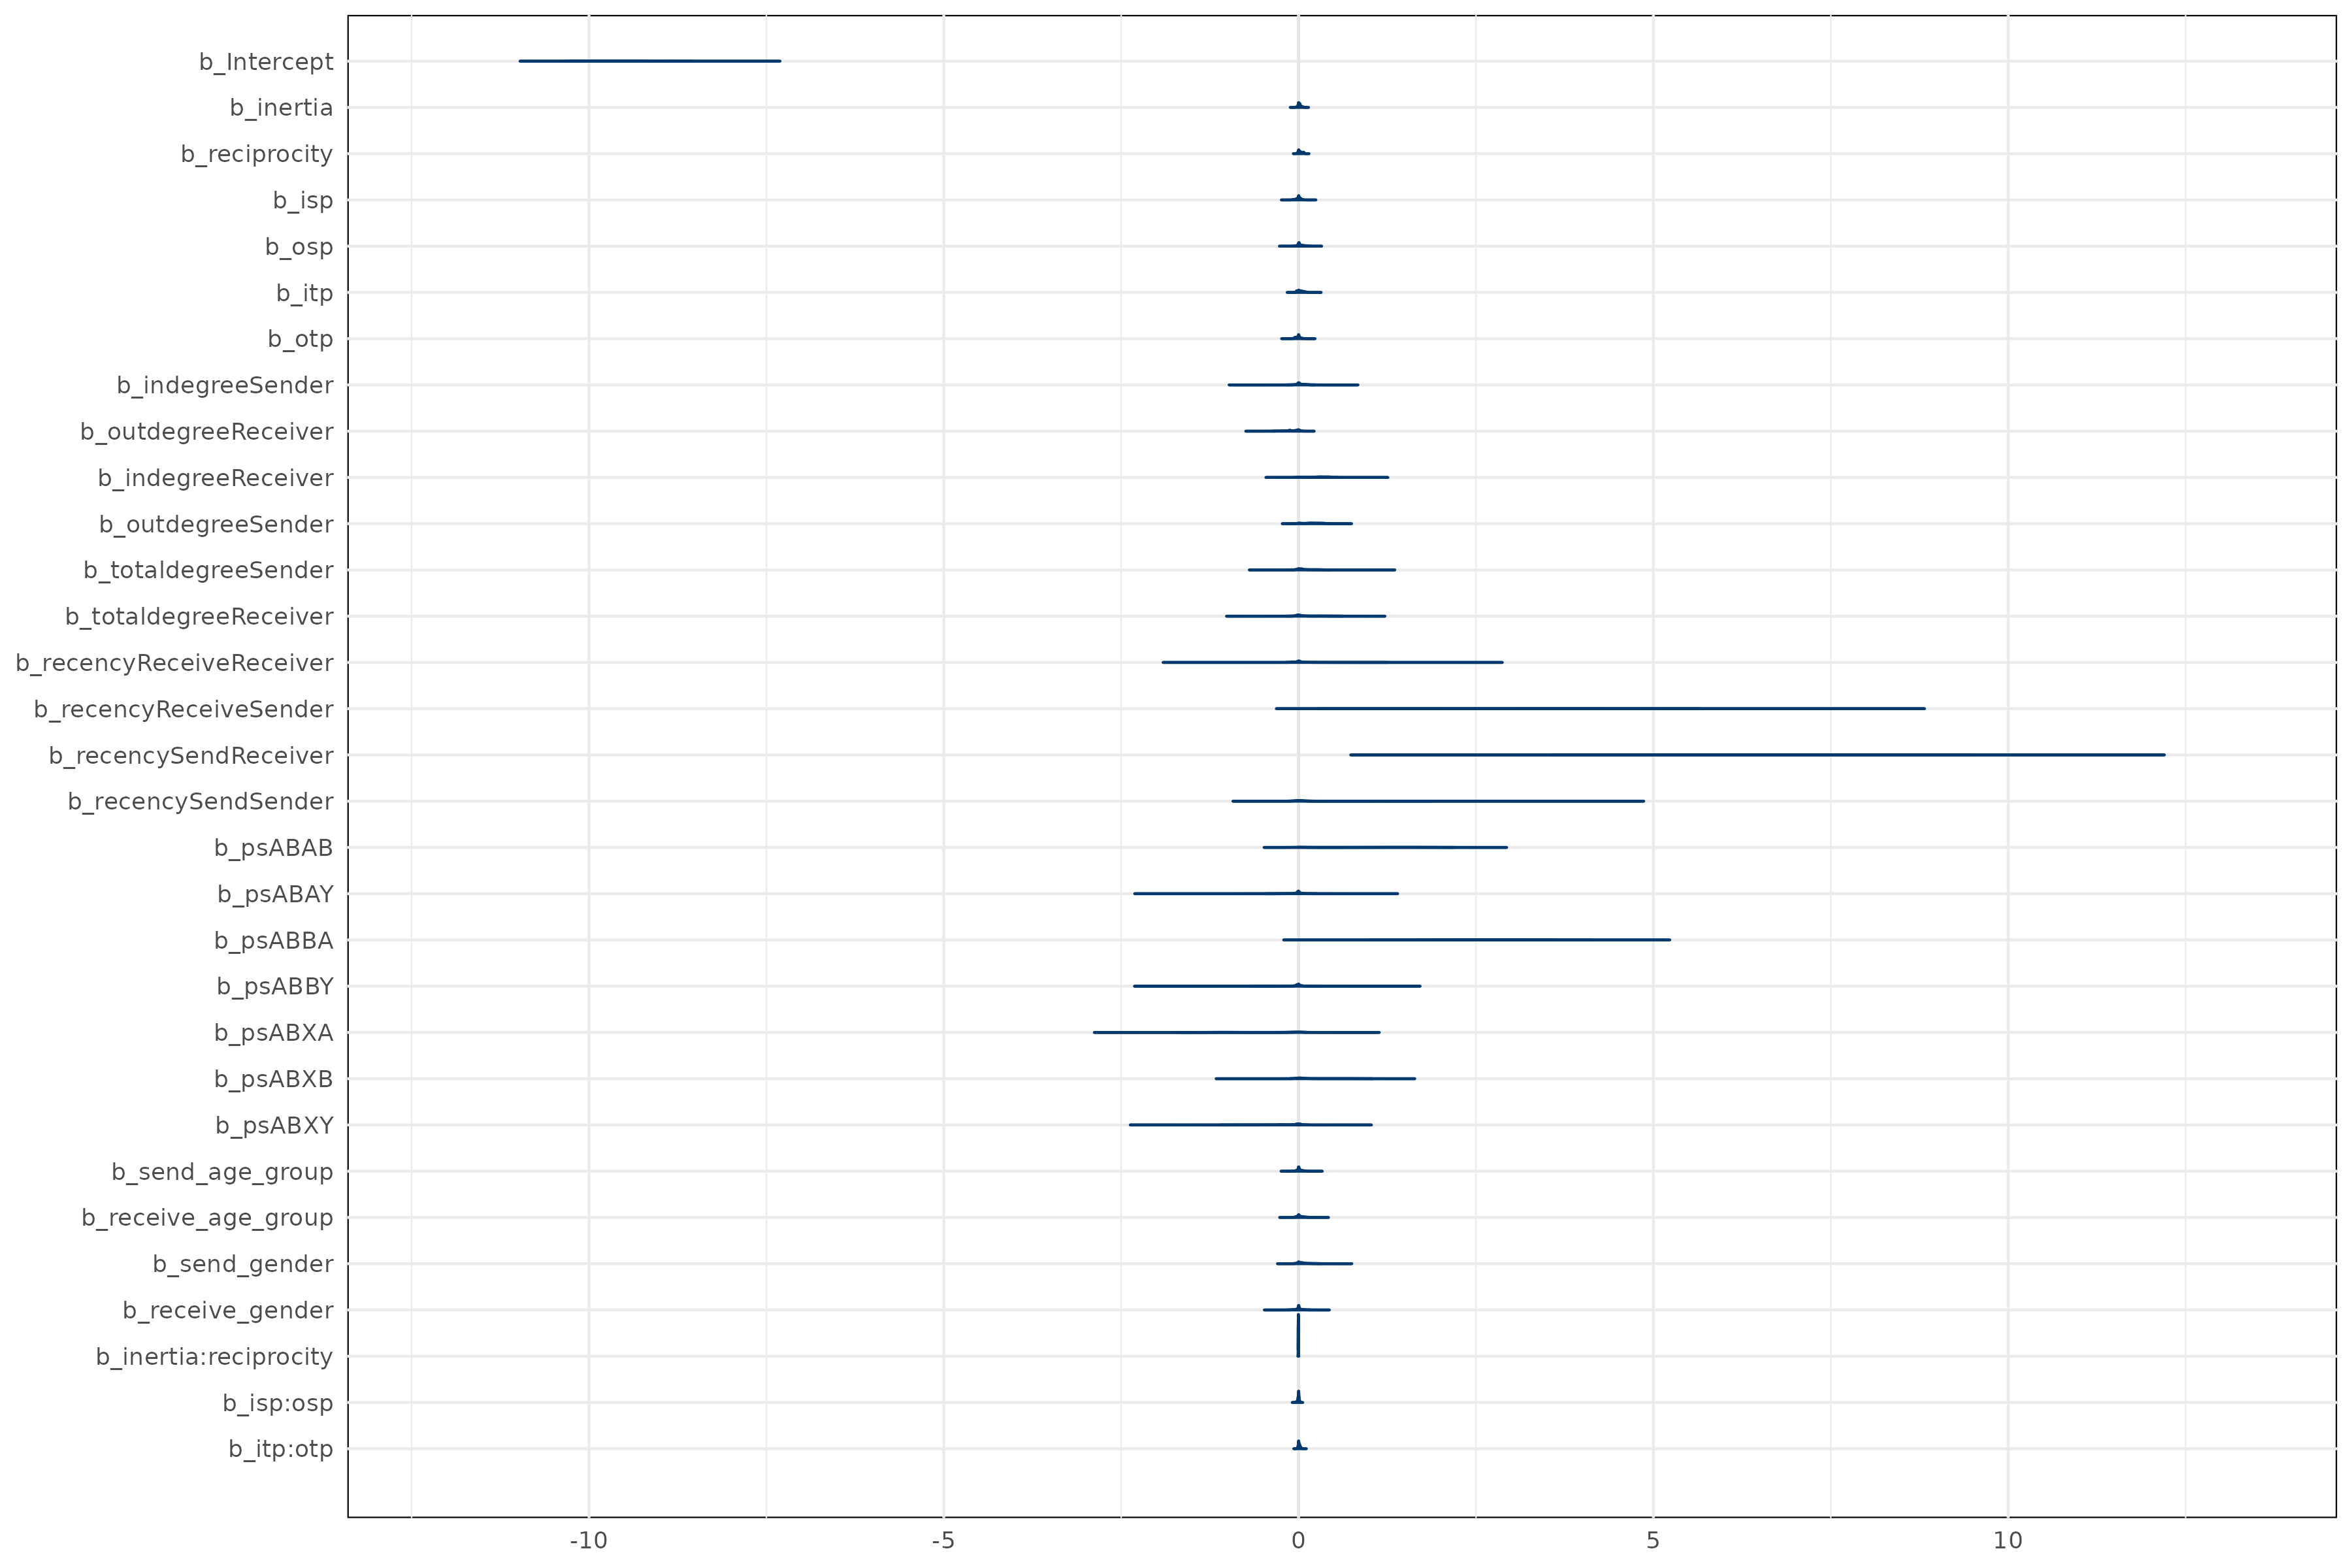 b_Intercept
b_inertia
b_reciprocity
b_isp
b_osp
b_itp
b_otp
b_indegreeSender
b_outdegreeReceiver
b_indegreeReceiver
b_outdegreeSender
b_totaldegreeSender
b_totaldegreeReceiver
b_recencyReceiveReceiver
b_recencyReceiveSender
b_recencySendReceiver
b_recencySendSender
b_psABAB
b_psABAY
b_psABBA
b_psABBY
b_psABXA
b_psABXB
b_psABXY
b_send_age_group
b_receive_age_group
b_send_gender
b_receive_gender
b_inertia:reciprocity
b_isp:osp
b_itp:otp
-10 -5 0 5 10